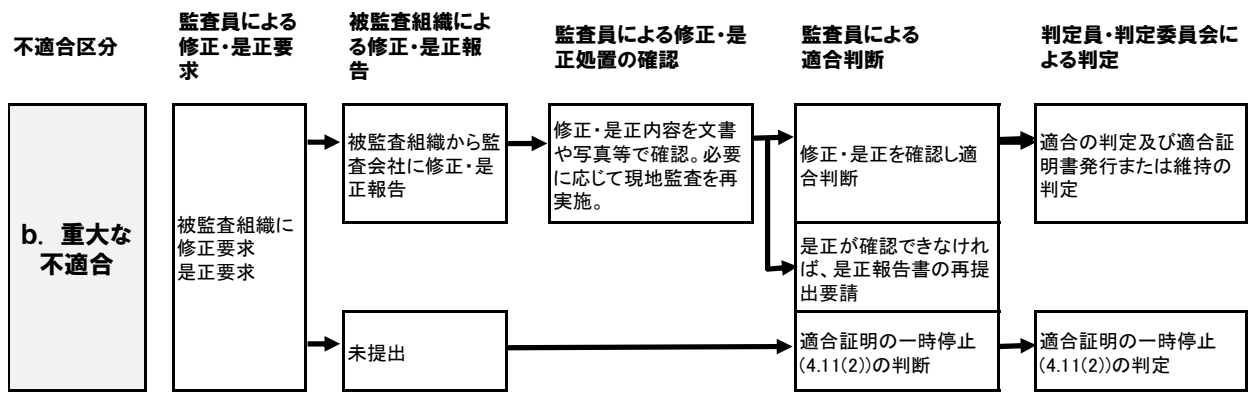 不適合区分
監査員による
修正・是正要
求
被監査組織によ
る修正・是正報
告
監査員による修正・是
正処置の確認
監査員による
適合判断
判定員・判定委員会に
よる判定
b. 重大な
不適合
被監査組織に
修正要求
是正要求
被監査組織から監
査会社に修正・是
正報告
修正・是正内容を文書
や写真等で確認。必要
に応じて現地監査を再
実施。
修正・是正を確認し適
合判断
適合の判定及び適合証
明書発行または維持の
判定
是正が確認できなけれ
ば、是正報告書の再提
出要請
未提出
適合証明の一時停止
(4.11(2))の判断
適合証明の一時停止
(4.11(2))の判定